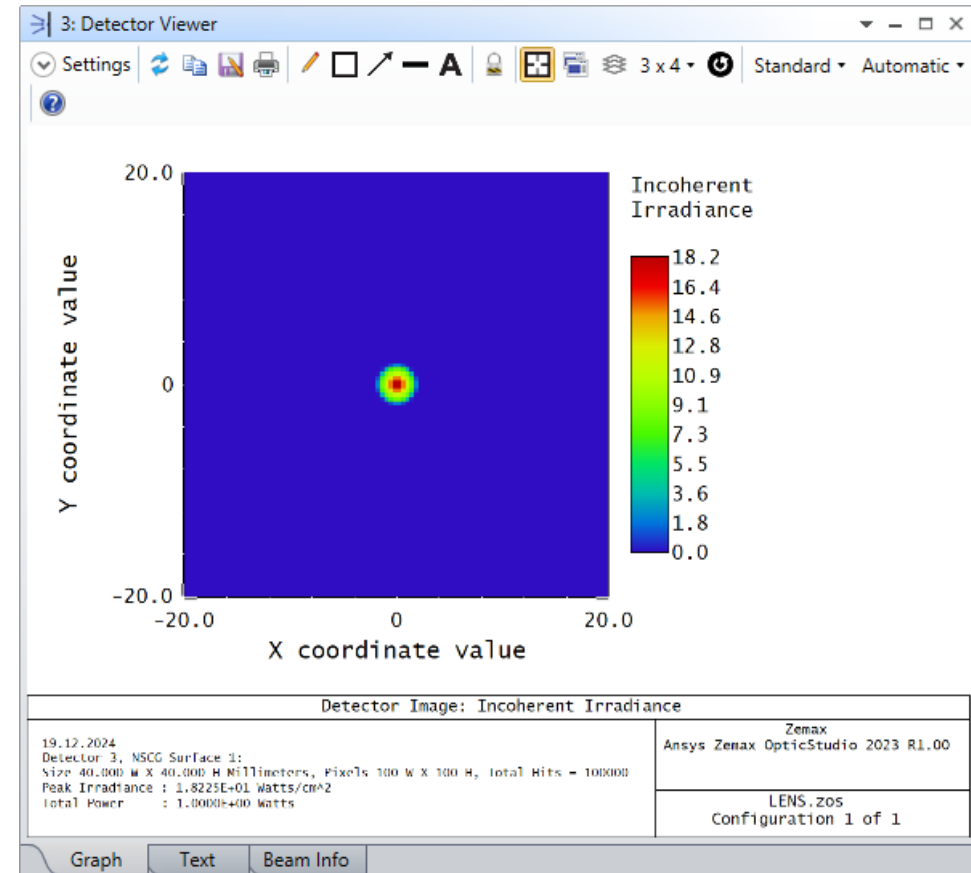 3: Detector Viewer
Settings A 3 x 4 Standard Automatic
?
20.0
Incoherent
Irradiance
18.2
16.4
14.6
12.8
10.9
9.1
7.3
5.5
3.6
1.8
0.0
Y coordinate value
0
-20.0
-20.0 0 20.0
X coordinate value
Detector Image: Incoherent Irradiance
19.12.2024
Detector 3, NSCG Surface 1:
Size 40.000 W X 40.000 H Millimeters, Pixels 100 W X 100 H, Total Hits = 100000
Peak Irradiance : 1.8225E+01 Watts/cm^2
Total Power : 1.0000E+00 Watts
Zemax
Ansys Zemax OpticStudio 2023 R1.00
LENS.zos
Configuration 1 of 1
Graph Text Beam Info